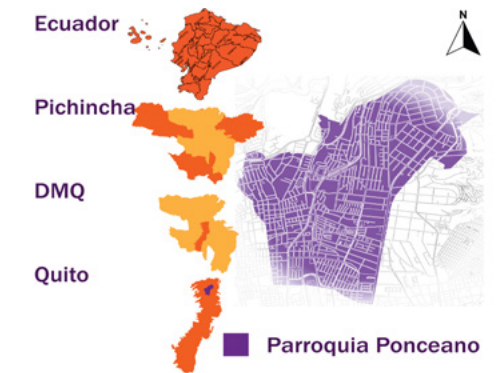 Ecuador
N
Pichincha
DMQ
Quito
Parroquia Ponceano